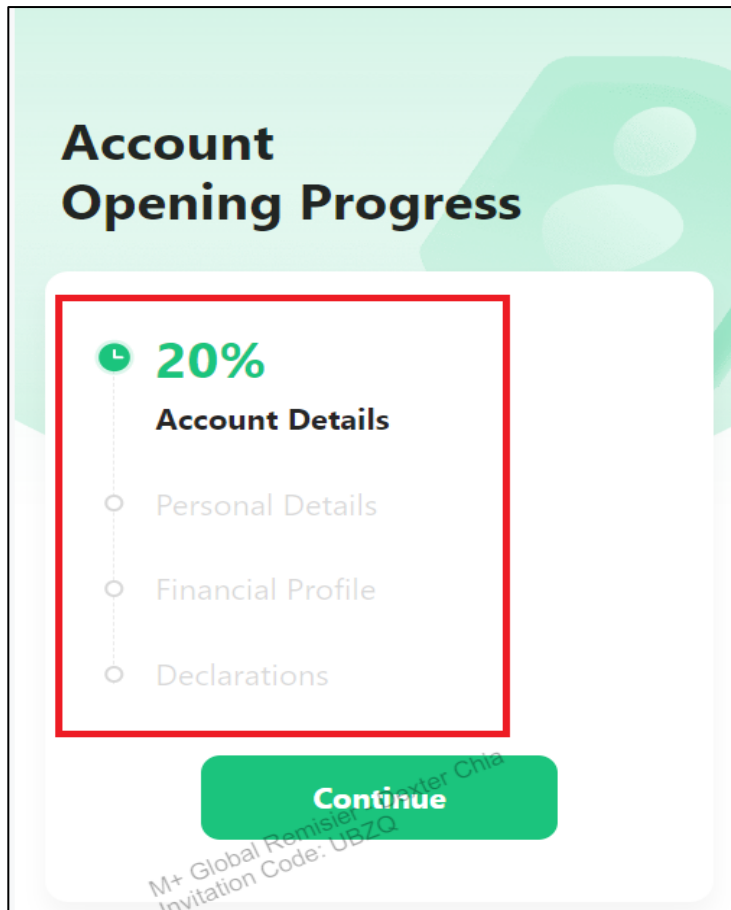 Account
Opening Progress
20%
Account Details
Personal Details
Financial Profile
Declarations
Continue
M+ Global Remisier - Dexter Chia
Invitation Code: UBZQ